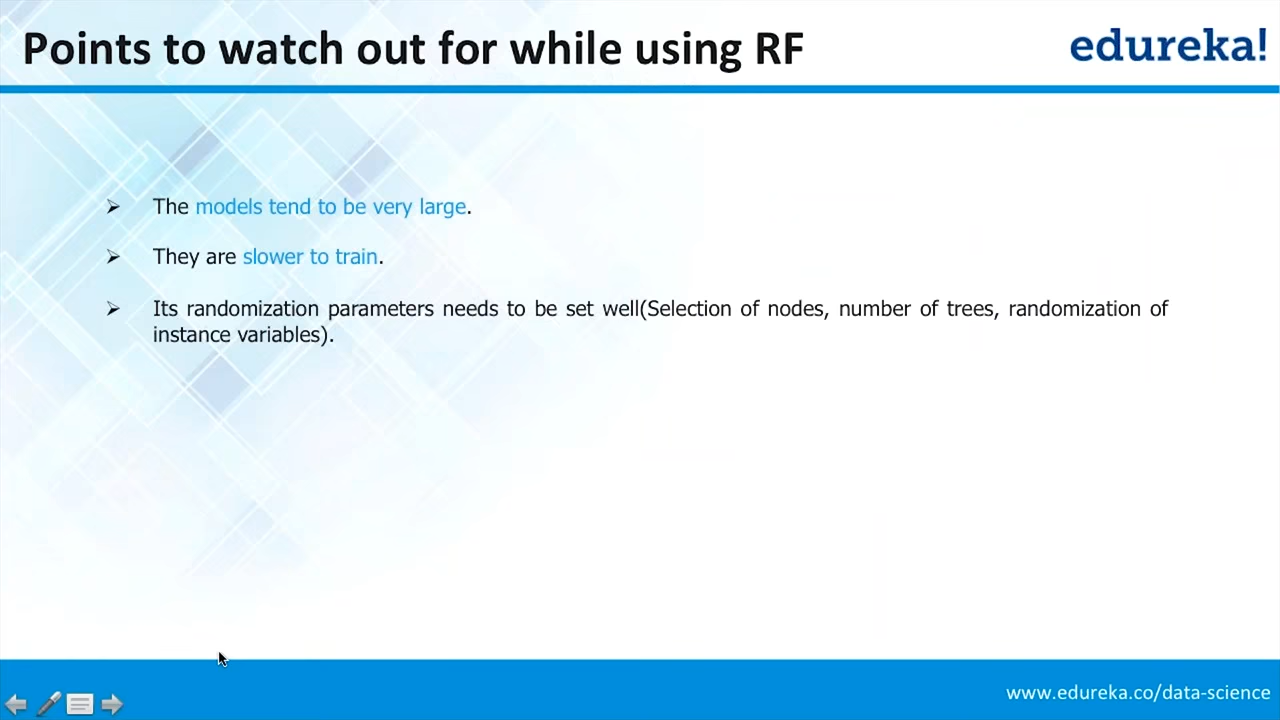 Points to watch out for while using RF
edureka!
The models tend to be very large.
They are slower to train.
Its randomization parameters needs to be set well(Selection of nodes, number of trees, randomization of
instance variables).
www.edureka.co/data-science